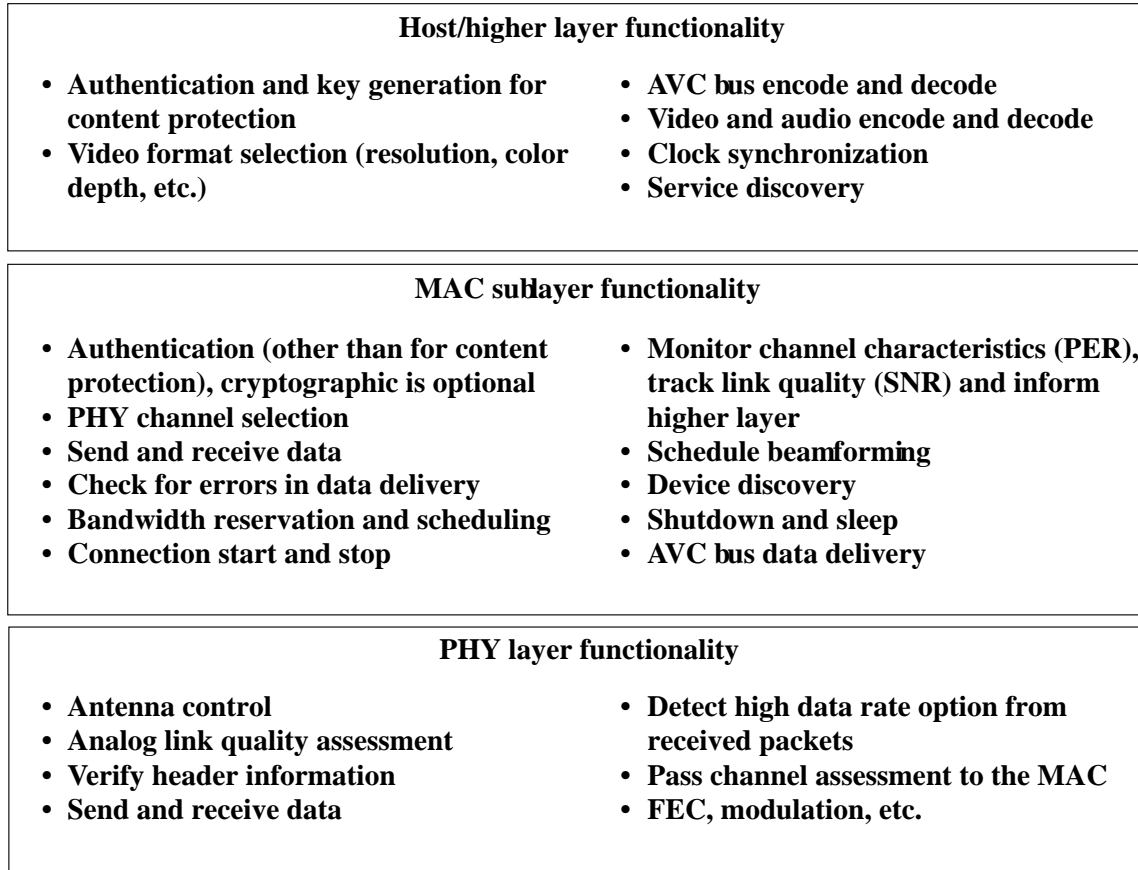 Host/higher layer functionality
• Authentication and key generation for
content protection
• Video format selection (resolution, color
depth, etc.)
• AVC bus encode and decode
• Video and audio encode and decode
• Clock synchronization
• Service discovery
MAC sublayer functionality
• Authentication (other than for content
protection), cryptographic is optional
• PHY channel selection
• Send and receive data
• Check for errors in data delivery
• Bandwidth reservation and scheduling
• Connection start and stop
• Monitor channel characteristics (PER),
track link quality (SNR) and inform
higher layer
• Schedule beamforming
• Device discovery
• Shutdown and sleep
• AVC bus data delivery
PHY layer functionality
• Antenna control
• Analog link quality assessment
• Verify header information
• Send and receive data
• Detect high data rate option from
received packets
• Pass channel assessment to the MAC
• FEC, modulation, etc.